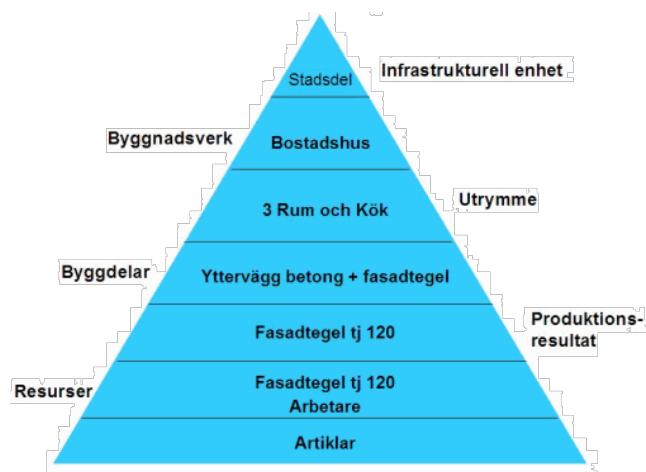 Infrastrukturell enhet
Stadsdel
Byggnadsverk
Bostadshus
Utrymme
3 Rum och Kök
Byggdelar
Yttervägg betong + fasadtegel
Produktions-
resultat
Fasadtegel tj 120
Resurser
Fasadtegel tj 120
Arbetare
Artiklar